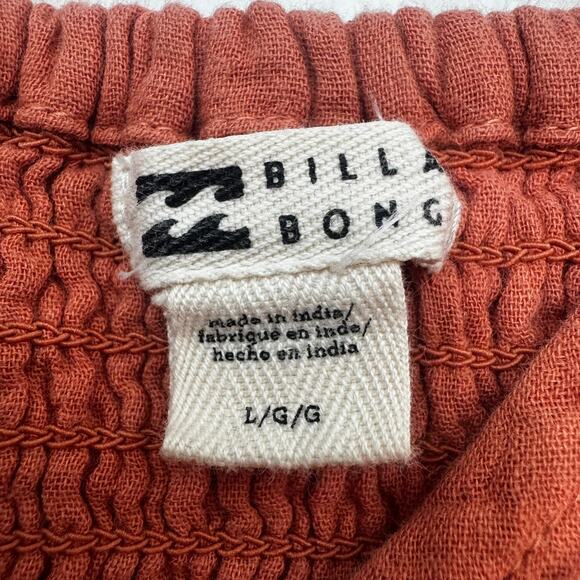 BILLA
BONG
made in india/
fabrique en inde/
hecho en india
L/G/G